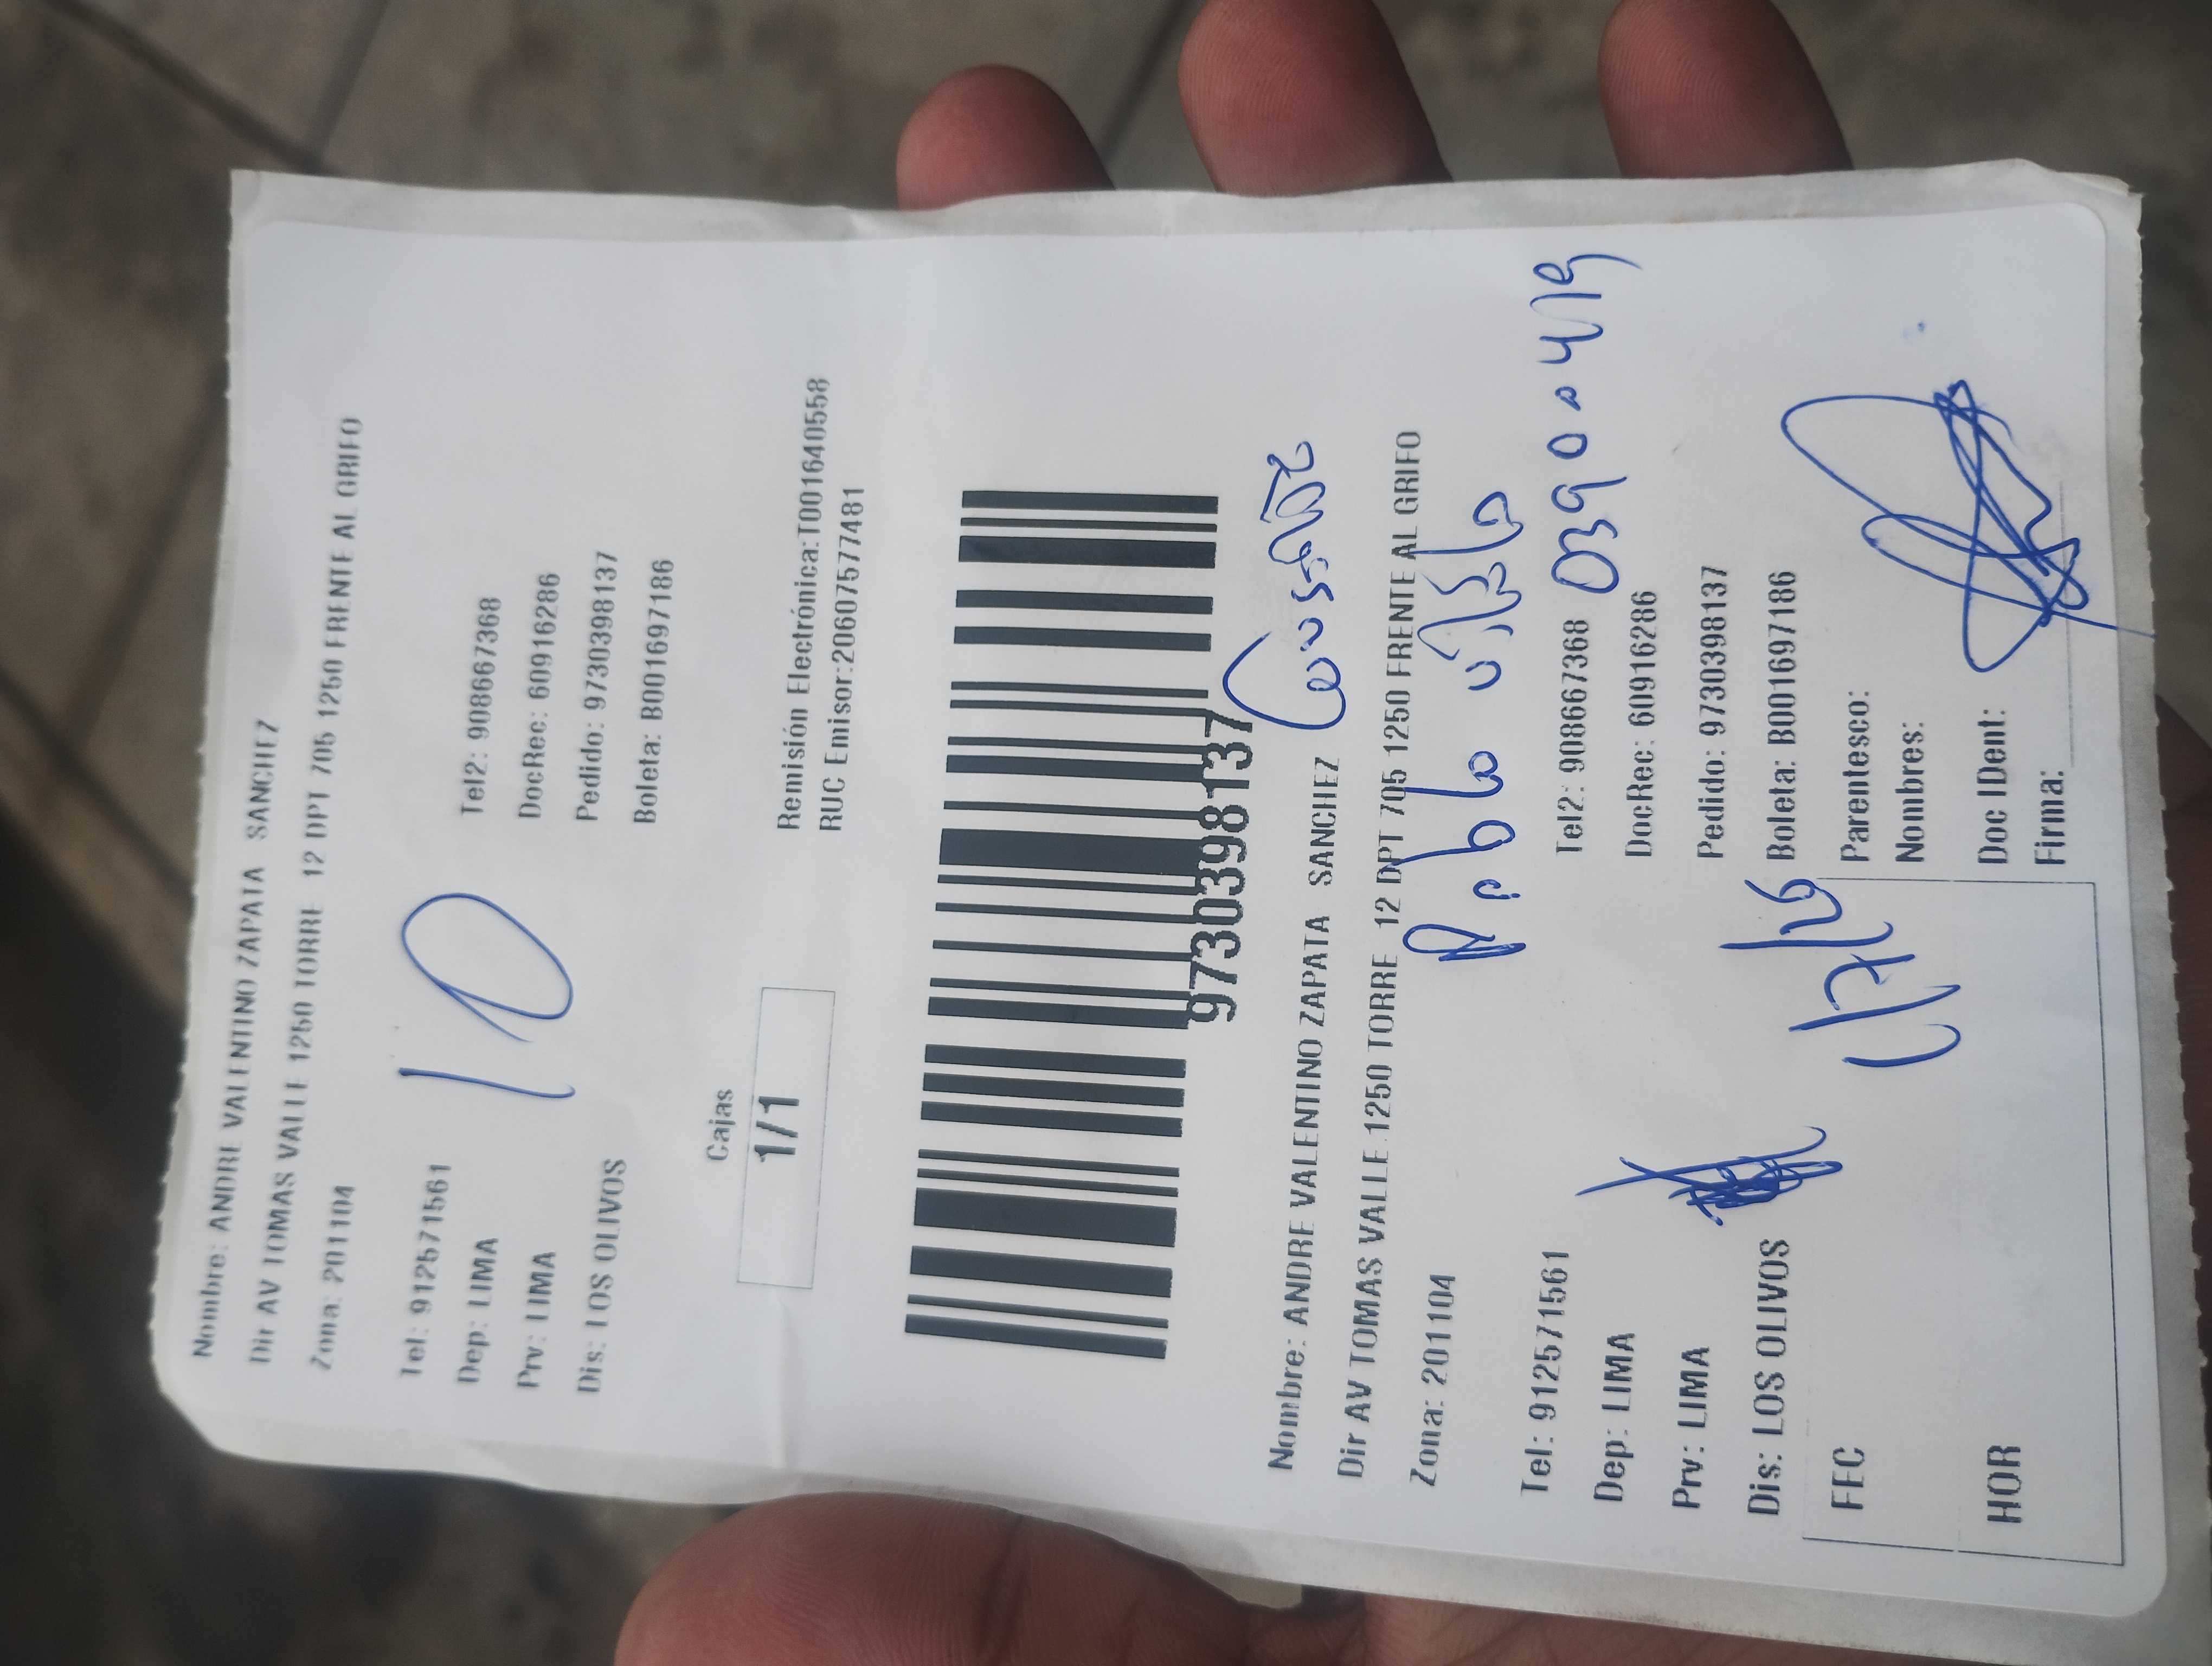 Nombre: ANDRE VALENTINO ZAPATA SANCHEZ
Dir AV TOMAS VALLE 1250 TORRE 12 DPT 705 1250 FRENTE AL GRIFO
Zona: 201104
Tel: 912571561 Tel2: 908667368
Dep: LIMA DocRec: 60916286
Prv: LIMA Pedido: 9730398137
Dis: LOS OLIVOS Boleta: B001697186
10
Cajas
1/1
Remisión Electrónica:T001640558
RUC Emisor:20607577481
9730398137
Nombre: ANDRE VALENTINO ZAPATA SANCHEZ
Dir AV TOMAS VALLE 1250 TORRE 12 DPT 705 1250 FRENTE AL GRIFO
Zona: 201104
Pablo
Tel: 912571561 Tel2: 908667368
Dep: LIMA DocRec: 60916286
Prv: LIMA Pedido: 9730398137
Dis: LOS OLIVOS Boleta: B001697186
FEC Parentesco:
Nombres:
HOR Doc IDent:
Firma: